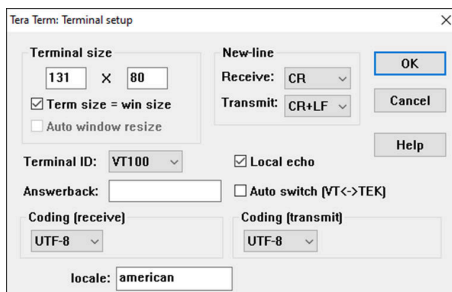 Tera Term: Terminal setup
Terminal size
131 X 80
Term size = win size
Auto window resize
New-line
Receive: CR
Transmit: CR+LF
OK
Cancel
Help
Terminal ID: VT100
Local echo
Answerback:
Auto switch (VT<->TEK)
Coding (receive)
UTF-8
Coding (transmit)
UTF-8
locale: american